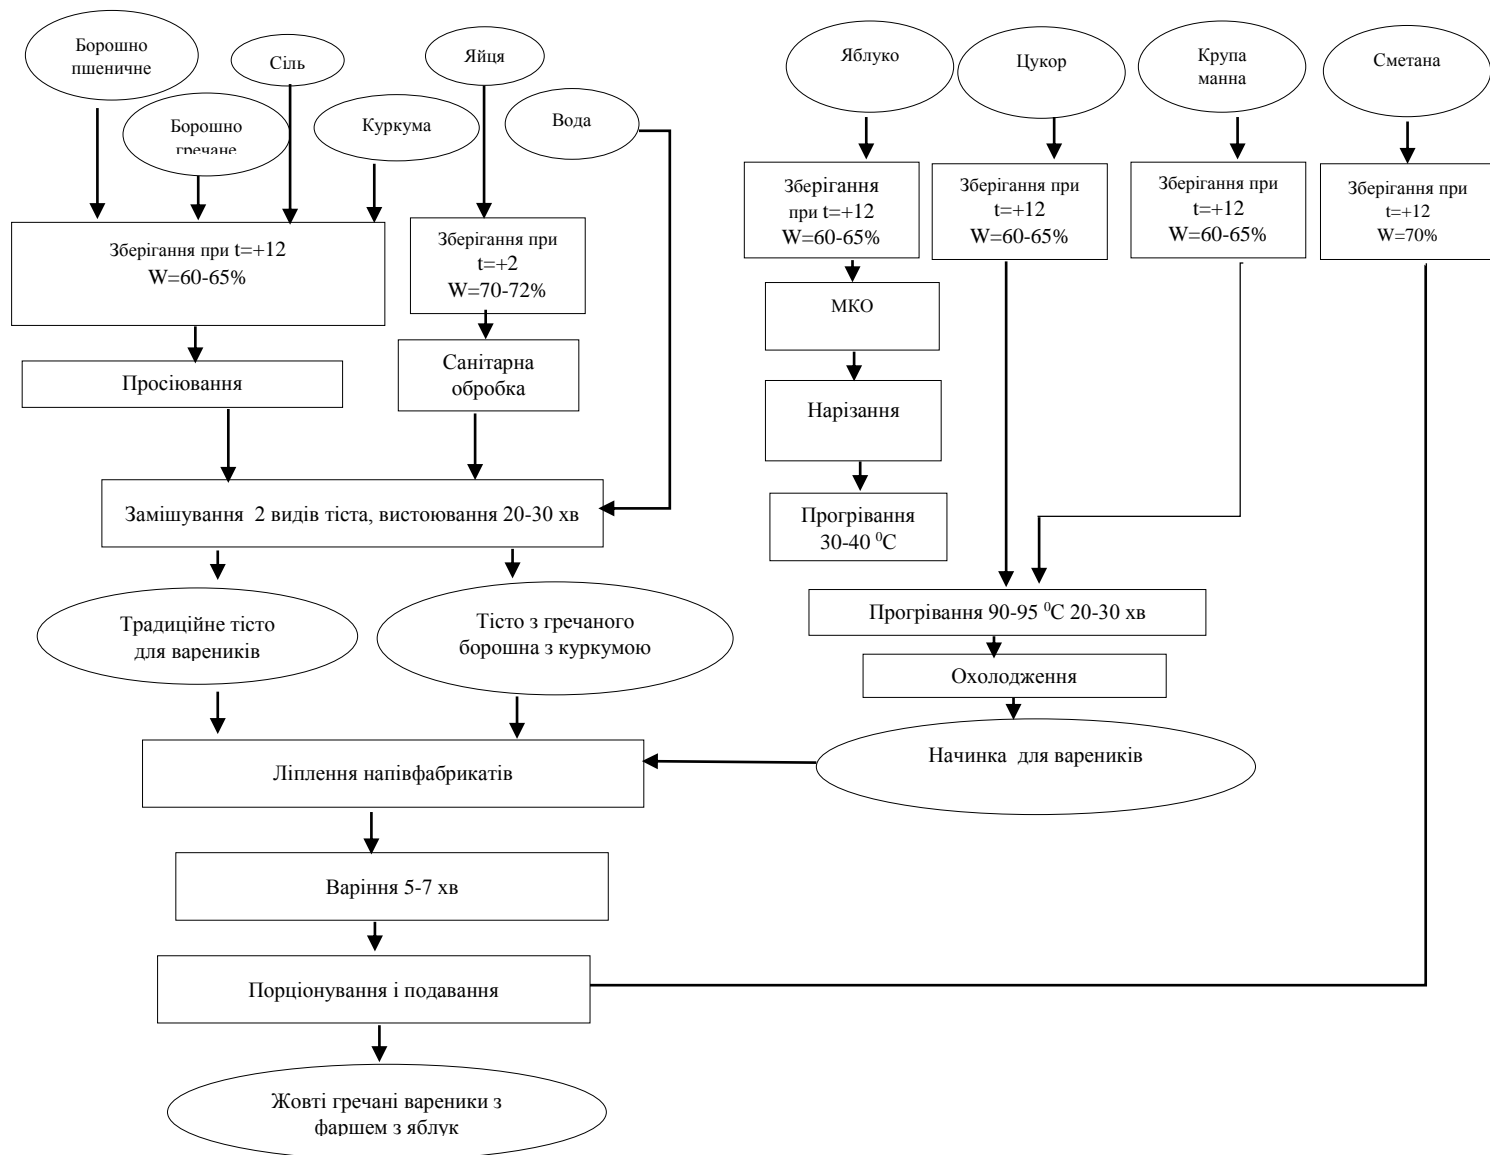 Борошно
пшеничне
Сіль
Яйця
Яблуко
Цукор
Крупа
манна
Сметана
Борошно
гречане
Куркума
Вода
Зберігання при t=+12
W=60-65%
Зберігання при
t=+2
W=70-72%
Зберігання
при t=+12
W=60-65%
Зберігання при
t=+12
W=60-65%
Зберігання при
t=+12
W=60-65%
Зберігання при
t=+12
W=70%
МКО
Просіювання
Санітарна
обробка
Нарізання
Замішування 2 видів тіста, вистоювання 20-30 хв
Прогрівання
30-40 ⁰С
Традиційне тісто
для вареників
Тісто з гречаного
борошна з куркумою
Прогрівання 90-95 ⁰С 20-30 хв
Охолодження
Ліплення напівфабрикатів
Начинка для вареників
Варіння 5-7 хв
Порціонування і подавання
Жовті гречані вареники з
фаршем з яблук